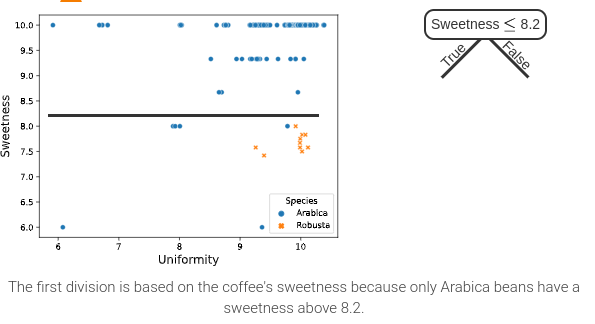 Sweetness ≤ 8.2
True
False
10.0
9.5
9.0
8.5
8.0
7.5
7.0
6.5
6.0
Sweetness
Species
Arabica
Robusta
6 7 8 9 10
Uniformity
The first division is based on the coffee's sweetness because only Arabica beans have a
sweetness above 8.2.